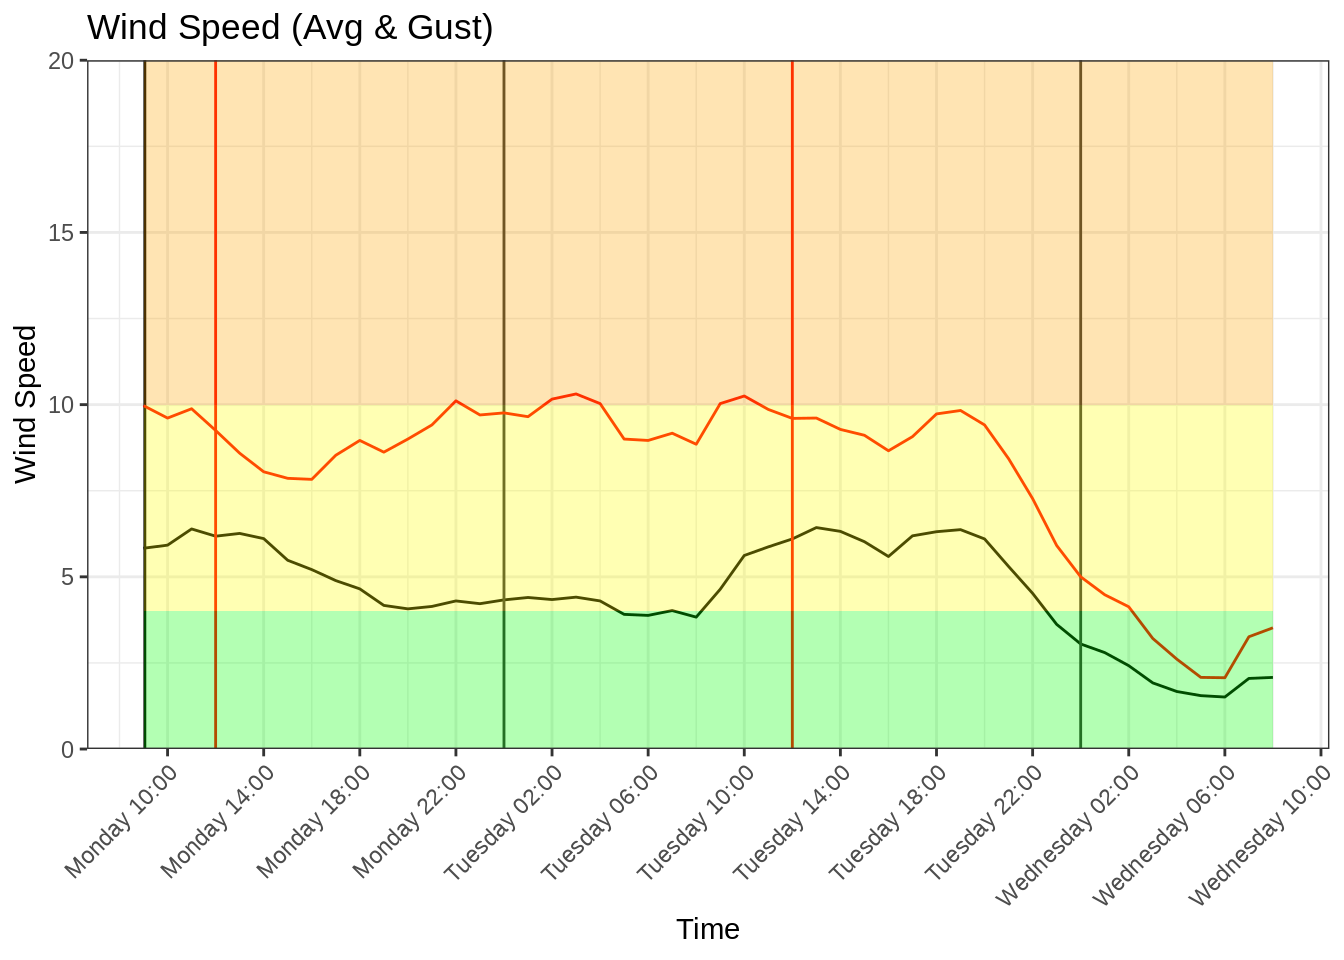 Wind Speed (Avg & Gust)
20
15
10
5
0
Wind Speed
Monday 10:00
Monday 14:00
Monday 18:00
Monday 22:00
Tuesday 02:00
Tuesday 06:00
Tuesday 10:00
Tuesday 14:00
Tuesday 18:00
Tuesday 22:00
Wednesday 02:00
Wednesday 06:00
Wednesday 10:00
Time